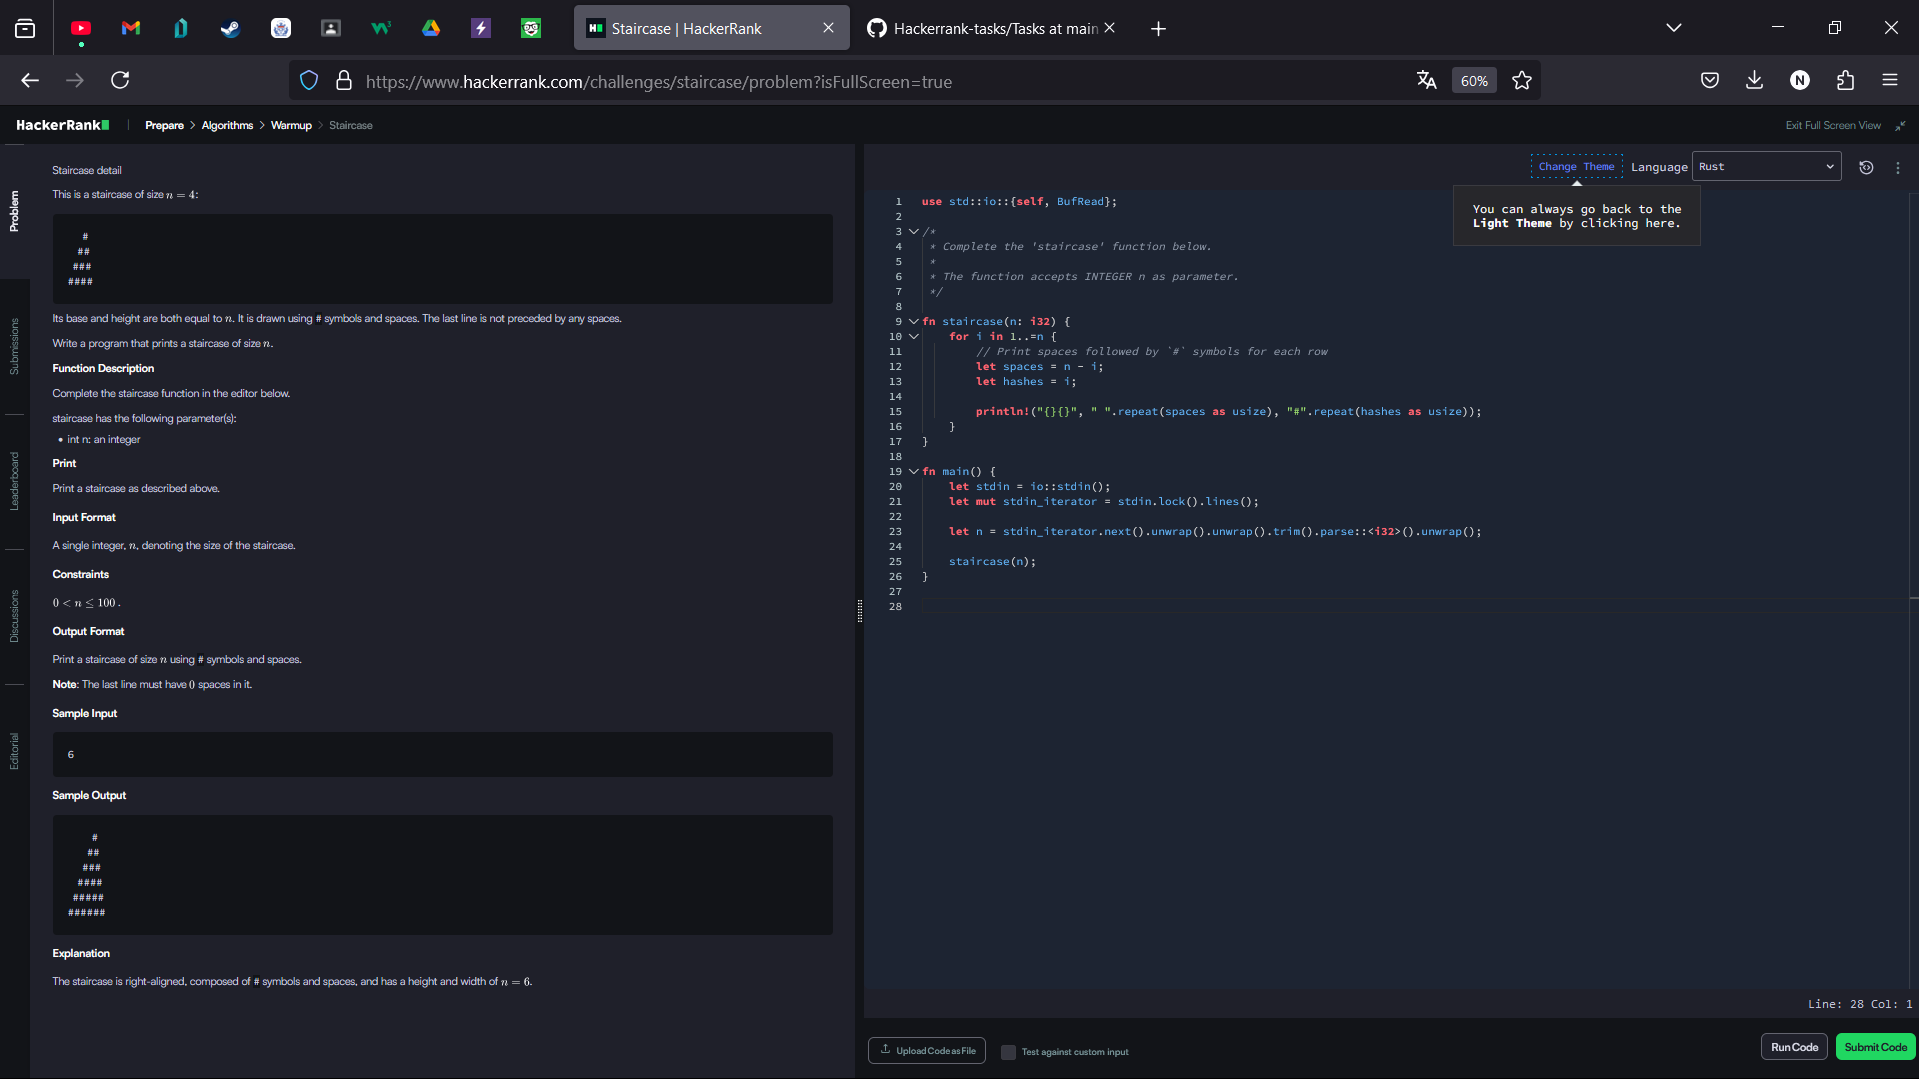 Staircase | HackerRank
Hackerrank-tasks/Tasks at main
https://www.hackerrank.com/challenges/staircase/problem?isFullScreen=true
60%
N
HackerRank
Prepare > Algorithms > Warmup > Staircase
Exit Full Screen View
Problem
Submissions
Leaderboard
Discussions
Editorial
Staircase detail
This is a staircase of size n = 4:
   #
  ##
 ###
####
Its base and height are both equal to n. It is drawn using # symbols and spaces. The last line is not preceded by any spaces.
Write a program that prints a staircase of size n.
Function Description
Complete the staircase function in the editor below.
staircase has the following parameter(s):
• int n: an integer
Print
Print a staircase as described above.
Input Format
A single integer, n, denoting the size of the staircase.
Constraints
0 < n ≤ 100 .
Output Format
Print a staircase of size n using # symbols and spaces.
Note: The last line must have 0 spaces in it.
Sample Input
6
Sample Output
     #
    ##
   ###
  ####
 #####
######
Explanation
The staircase is right-aligned, composed of # symbols and spaces, and has a height and width of n = 6.
Change Theme Language Rust
You can always go back to the
Light Theme by clicking here.
1 use std::io::{self, BufRead};
2
3 /*
4  * Complete the 'staircase' function below.
5  *
6  * The function accepts INTEGER n as parameter.
7  */
8
9 fn staircase(n: i32) {
10     for i in 1..=n {
11         // Print spaces followed by `#` symbols for each row
12         let spaces = n - i;
13         let hashes = i;
14
15         println!("{}{}", " ".repeat(spaces as usize), "#".repeat(hashes as usize));
16     }
17 }
18
19 fn main() {
20     let stdin = io::stdin();
21     let mut stdin_iterator = stdin.lock().lines();
22
23     let n = stdin_iterator.next().unwrap().unwrap().trim().parse::<i32>().unwrap();
24
25     staircase(n);
26 }
27
28
Line: 28 Col: 1
Upload Code as File
Test against custom input
Run Code
Submit Code